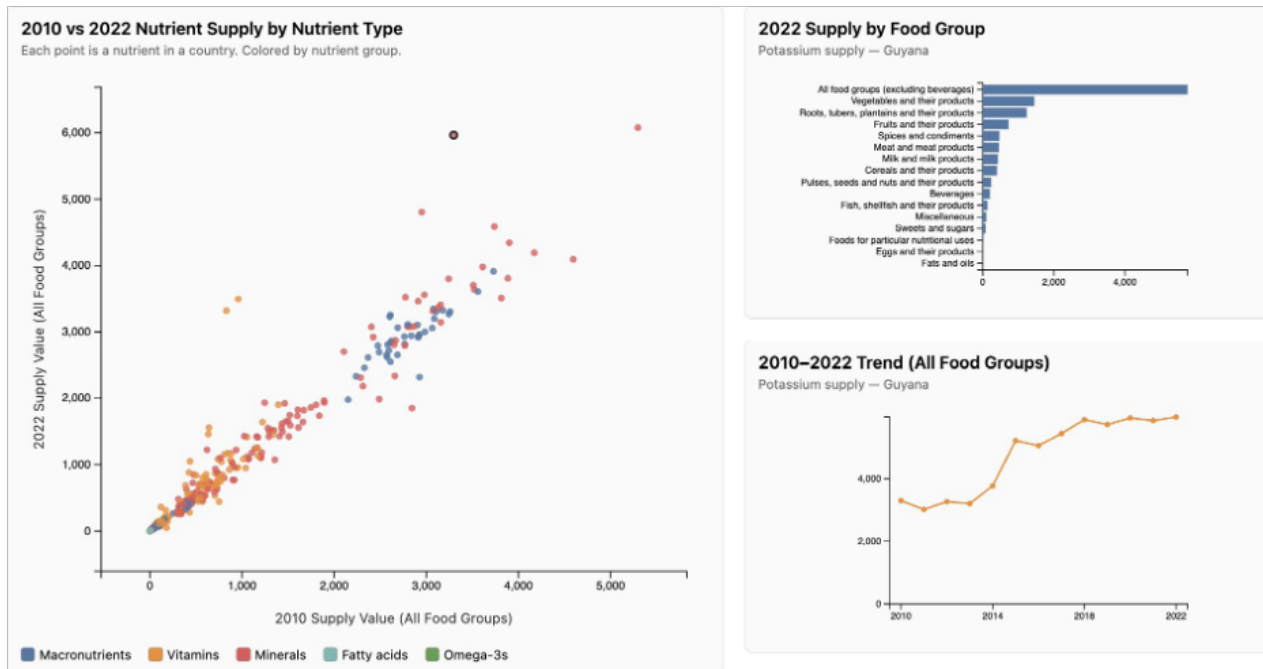 2010 vs 2022 Nutrient Supply by Nutrient Type
Each point is a nutrient in a country. Colored by nutrient group.
6,000
5,000
4,000
3,000
2,000
1,000
0
2022 Supply Value (All Food Groups)
0 1,000 2,000 3,000 4,000 5,000
2010 Supply Value (All Food Groups)
Macronutrients Vitamins Minerals Fatty acids Omega-3s
2022 Supply by Food Group
Potassium supply — Guyana
All food groups (excluding beverages)
Vegetables and their products
Roots, tubers, plantains and their products
Fruits and their products
Spices and condiments
Meat and meat products
Milk and milk products
Cereals and their products
Pulses, seeds and nuts and their products
Beverages
Fish, shellfish and their products
Miscellaneous
Sweets and sugars
Foods for particular nutritional uses
Eggs and their products
Fats and oils
0 2,000 4,000
2010–2022 Trend (All Food Groups)
Potassium supply — Guyana
4,000
2,000
0
2010 2014 2018 2022